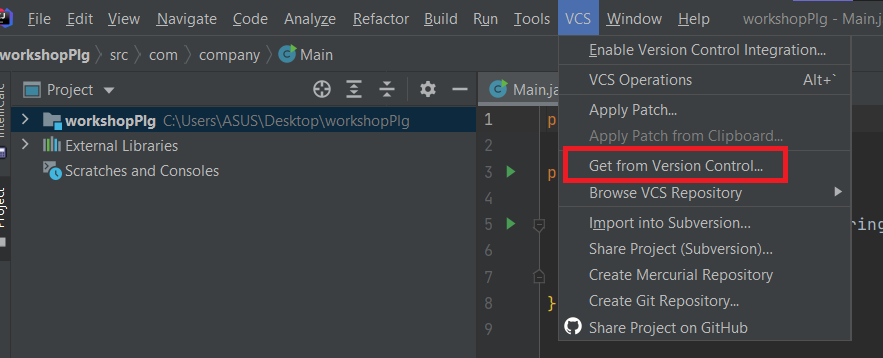 File Edit View Navigate Code Analyze Refactor Build Run Tools VCS Window Help workshopPlg - Main.j
workshopPlg src com company Main
Project
Main.ja
workshopPlg C:\Users\ASUS\Desktop\workshopPlg
External Libraries
Scratches and Consoles
Project
1 p
2
3 p
4
5 ring
6
7
8 }
9
Enable Version Control Integration...
VCS Operations Alt+`
Apply Patch...
Apply Patch from Clipboard...
Get from Version Control...
Browse VCS Repository
Import into Subversion...
Share Project (Subversion)...
Create Mercurial Repository
Create Git Repository...
Share Project on GitHub